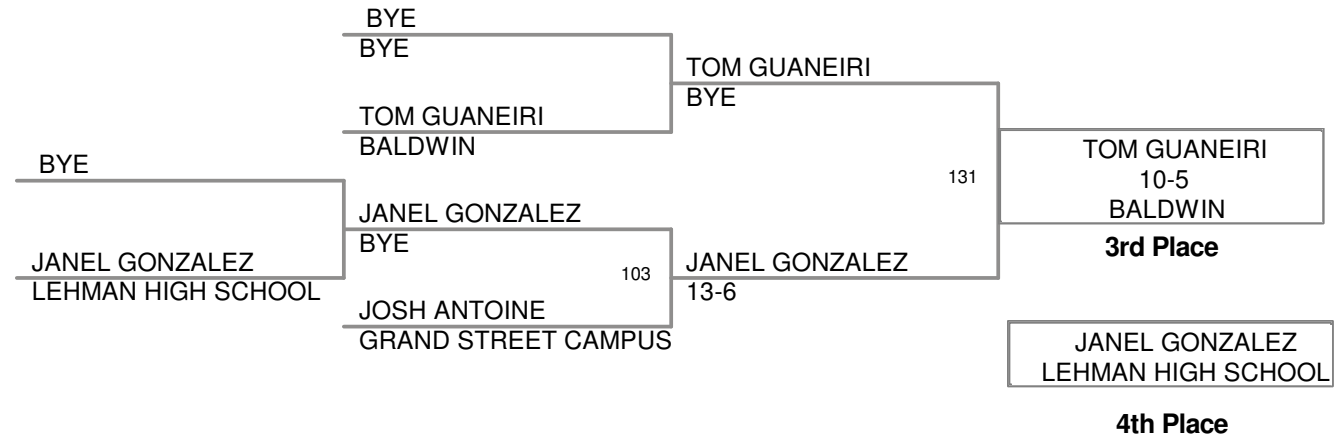 BYE
BYE
TOM GUANEIRI
BYE
TOM GUANEIRI
BALDWIN
BYE
JANEL GONZALEZ
BYE
JANEL GONZALEZ
LEHMAN HIGH SCHOOL
103
JANEL GONZALEZ
13-6
JOSH ANTOINE
GRAND STREET CAMPUS
131
TOM GUANEIRI
10-5
BALDWIN
3rd Place
JANEL GONZALEZ
LEHMAN HIGH SCHOOL
4th Place